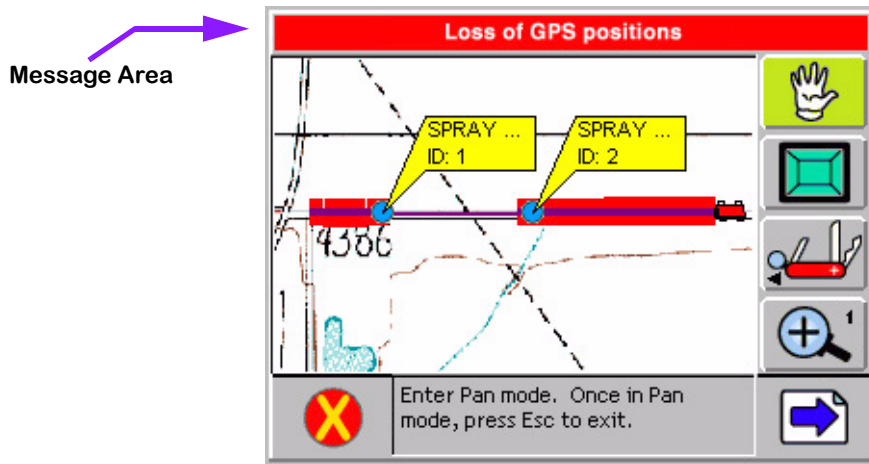 Loss of GPS positions
Message Area
SPRAY ...
ID: 1
SPRAY ...
ID: 2
4386
1
Enter Pan mode. Once in Pan
mode, press Esc to exit.